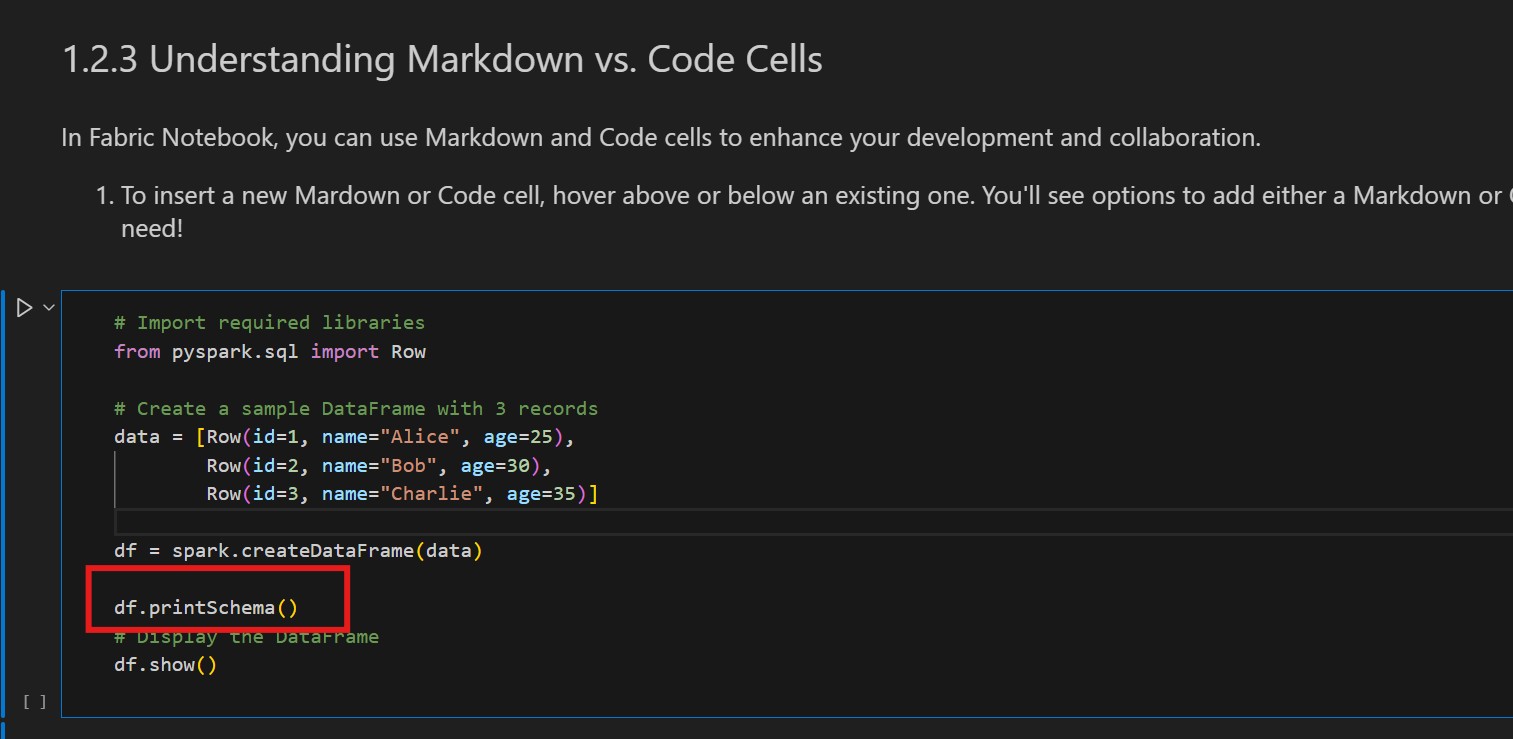 1.2.3 Understanding Markdown vs. Code Cells
In Fabric Notebook, you can use Markdown and Code cells to enhance your development and collaboration.
1. To insert a new Mardown or Code cell, hover above or below an existing one. You'll see options to add either a Markdown or
need!
# Import required libraries
from pyspark.sql import Row
# Create a sample DataFrame with 3 records
data = [Row(id=1, name="Alice", age=25),
Row(id=2, name="Bob", age=30),
Row(id=3, name="Charlie", age=35)]
df = spark.createDataFrame(data)
df.printSchema()
# Display the DataFrame
df.show()
[ ]